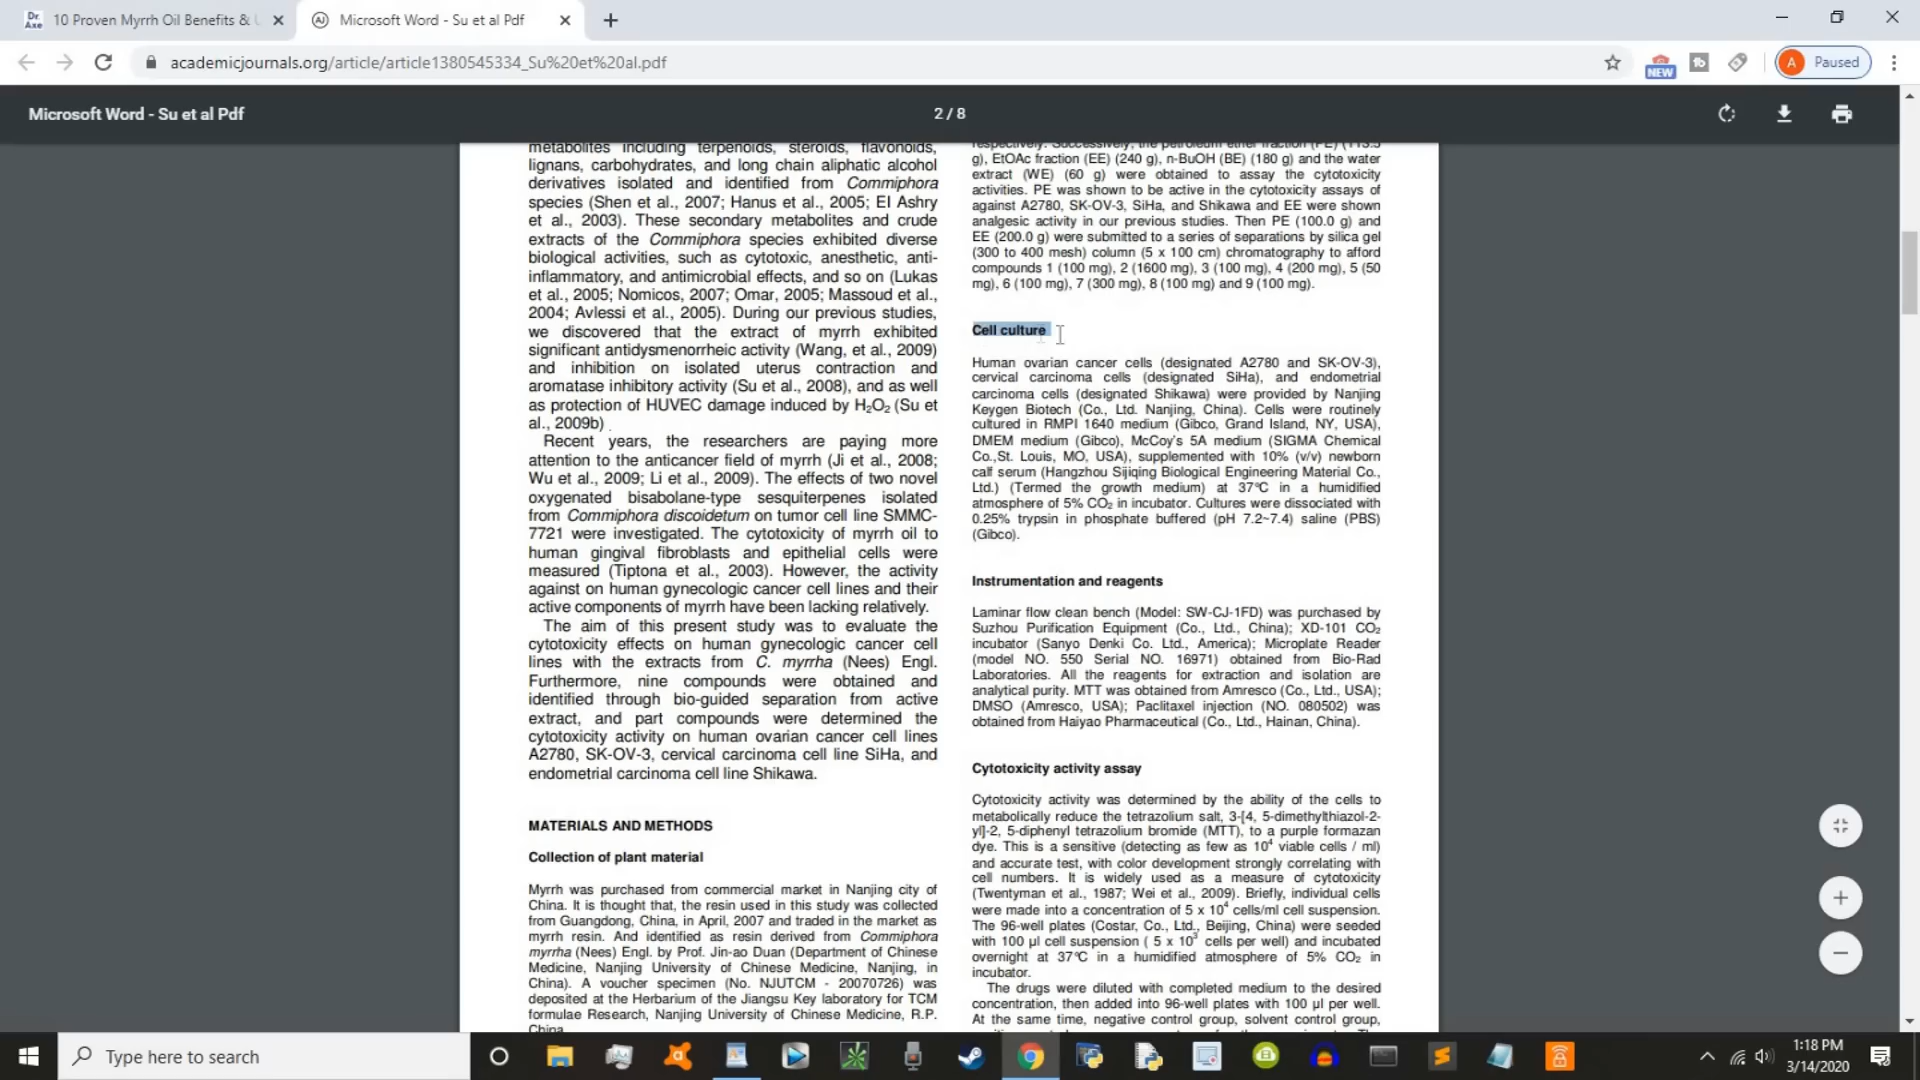 10 Proven Myrrh Oil Benefits & U
Microsoft Word - Su et al Pdf
academicjournals.org/article/article1380545334_Su%20et%20al.pdf
NEW
A Paused
Microsoft Word - Su et al Pdf
2 / 8
metabolites including terpenoids, steroids, flavonoids,
lignans, carbohydrates, and long chain aliphatic alcohol
derivatives isolated and identified from Commiphora
species (Shen et al., 2007; Hanus et al., 2005; El Ashry
et al., 2003). These secondary metabolites and crude
extracts of the Commiphora species exhibited diverse
biological activities, such as cytotoxic, anesthetic, anti-
inflammatory, and antimicrobial effects, and so on (Lukas
et al., 2005; Nomicos, 2007; Omar, 2005; Massoud et al.,
2004; Avlessi et al., 2005). During our previous studies,
we discovered that the extract of myrrh exhibited
significant antidysmenorrheic activity (Wang, et al., 2009)
and inhibition on isolated uterus contraction and
aromatase inhibitory activity (Su et al., 2008), and as well
as protection of HUVEC damage induced by H₂O₂ (Su et
al., 2009b) .
Recent years, the researchers are paying more
attention to the anticancer field of myrrh (Ji et al., 2008;
Wu et al., 2009; Li et al., 2009). The effects of two novel
oxygenated bisabolane-type sesquiterpenes isolated
from Commiphora discoidetum on tumor cell line SMMC-
7721 were investigated. The cytotoxicity of myrrh oil to
human gingival fibroblasts and epithelial cells were
measured (Tiptona et al., 2003). However, the activity
against on human gynecologic cancer cell lines and their
active components of myrrh have been lacking relatively.
The aim of this present study was to evaluate the
cytotoxicity effects on human gynecologic cancer cell
lines with the extracts from C. myrrha (Nees) Engl.
Furthermore, nine compounds were obtained and
identified through bio-guided separation from active
extract, and part compounds were determined the
cytotoxicity activity on human ovarian cancer cell lines
A2780, SK-OV-3, cervical carcinoma cell line SiHa, and
endometrial carcinoma cell line Shikawa.
MATERIALS AND METHODS
Collection of plant material
Myrrh was purchased from commercial market in Nanjing city of
China. It is thought that, the resin used in this study was collected
from Guangdong, China, in April, 2007 and traded in the market as
myrrh resin. And identified as resin derived from Commiphora
myrrha (Nees) Engl. by Prof. Jin-ao Duan (Department of Chinese
Medicine, Nanjing University of Chinese Medicine, Nanjing, in
China). A voucher specimen (No. NJUTCM - 20070726) was
deposited at the Herbarium of the Jiangsu Key laboratory for TCM
formulae Research, Nanjing University of Chinese Medicine, R.P.
China
respectively. Successively, the petroleum ether fraction (PE) (113.5
g), EtOAc fraction (EE) (240 g), n-BuOH (BE) (180 g) and the water
extract (WE) (60 g) were obtained to assay the cytotoxicity
activities. PE was shown to be active in the cytotoxicity assays of
against A2780, SK-OV-3, SiHa, and Shikawa and EE were shown
analgesic activity in our previous studies. Then PE (100.0 g) and
EE (200.0 g) were submitted to a series of separations by silica gel
(300 to 400 mesh) column (5 x 100 cm) chromatography to afford
compounds 1 (100 mg), 2 (1600 mg), 3 (100 mg), 4 (200 mg), 5 (50
mg), 6 (100 mg), 7 (300 mg), 8 (100 mg) and 9 (100 mg).
Cell culture
Human ovarian cancer cells (designated A2780 and SK-OV-3),
cervical carcinoma cells (designated SiHa), and endometrial
carcinoma cells (designated Shikawa) were provided by Nanjing
Keygen Biotech (Co., Ltd. Nanjing, China). Cells were routinely
cultured in RMPI 1640 medium (Gibco, Grand Island, NY, USA),
DMEM medium (Gibco), McCoy's 5A medium (SIGMA Chemical
Co.,St. Louis, MO, USA), supplemented with 10% (v/v) newborn
calf serum (Hangzhou Sijiqing Biological Engineering Material Co.,
Ltd.) (Termed the growth medium) at 37°C in a humidified
atmosphere of 5% CO₂ in incubator. Cultures were dissociated with
0.25% trypsin in phosphate buffered (pH 7.2~7.4) saline (PBS)
(Gibco).
Instrumentation and reagents
Laminar flow clean bench (Model: SW-CJ-1FD) was purchased by
Suzhou Purification Equipment (Co., Ltd., China); XD-101 CO₂
incubator (Sanyo Denki Co. Ltd., America); Microplate Reader
(model NO. 550 Serial NO. 16971) obtained from Bio-Rad
Laboratories. All the reagents for extraction and isolation are
analytical purity. MTT was obtained from Amresco (Co., Ltd., USA);
DMSO (Amresco, USA); Paclitaxel injection (NO. 080502) was
obtained from Haiyao Pharmaceutical (Co., Ltd., Hainan, China).
Cytotoxicity activity assay
Cytotoxicity activity was determined by the ability of the cells to
metabolically reduce the tetrazolium salt, 3-[4, 5-dimethylthiazol-2-
yl]-2, 5-diphenyl tetrazolium bromide (MTT), to a purple formazan
dye. This is a sensitive (detecting as few as 10⁴ viable cells / ml)
and accurate test, with color development strongly correlating with
cell numbers. It is widely used as a measure of cytotoxicity
(Twentyman et al., 1987; Wei et al., 2009). Briefly, individual cells
were made into a concentration of 5 x 10⁴ cells/ml cell suspension.
The 96-well plates (Costar, Co., Ltd., Beijing, China) were seeded
with 100 µl cell suspension ( 5 x 10³ cells per well) and incubated
overnight at 37°C in a humidified atmosphere of 5% CO₂ in
incubator.
The drugs were diluted with completed medium to the desired
concentration, then added into 96-well plates with 100 µl per well.
At the same time, negative control group, solvent control group,
Type here to search
1:18 PM
3/14/2020